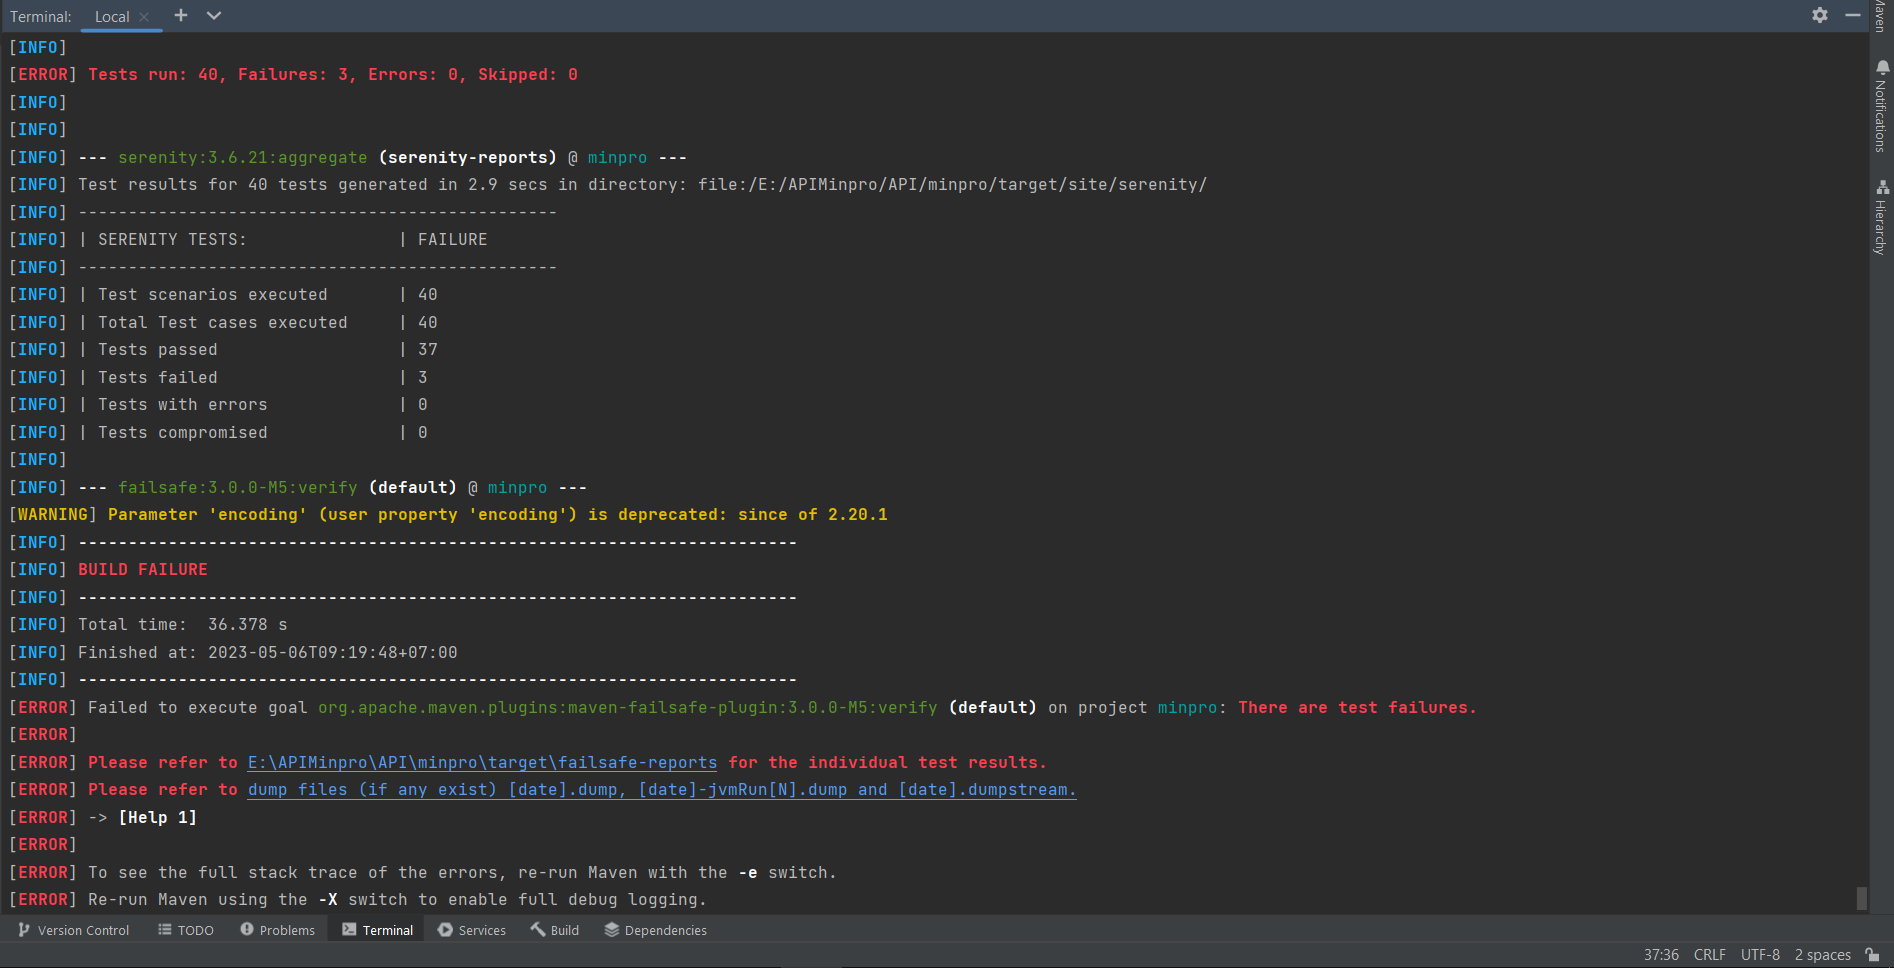 Terminal: Local
[INFO]
[ERROR] Tests run: 40, Failures: 3, Errors: 0, Skipped: 0
[INFO]
[INFO]
[INFO] --- serenity:3.6.21:aggregate (serenity-reports) @ minpro ---
[INFO] Test results for 40 tests generated in 2.9 secs in directory: file:/E:/APIMinpro/API/minpro/target/site/serenity/
[INFO] ------------------------------------------------
[INFO] | SERENITY TESTS: | FAILURE
[INFO] ------------------------------------------------
[INFO] | Test scenarios executed | 40
[INFO] | Total Test cases executed | 40
[INFO] | Tests passed | 37
[INFO] | Tests failed | 3
[INFO] | Tests with errors | 0
[INFO] | Tests compromised | 0
[INFO]
[INFO] --- failsafe:3.0.0-M5:verify (default) @ minpro ---
[WARNING] Parameter 'encoding' (user property 'encoding') is deprecated: since of 2.20.1
[INFO] ------------------------------------------------------------------------
[INFO] BUILD FAILURE
[INFO] ------------------------------------------------------------------------
[INFO] Total time:  36.378 s
[INFO] Finished at: 2023-05-06T09:19:48+07:00
[INFO] ------------------------------------------------------------------------
[ERROR] Failed to execute goal org.apache.maven.plugins:maven-failsafe-plugin:3.0.0-M5:verify (default) on project minpro: There are test failures.
[ERROR]
[ERROR] Please refer to E:\APIMinpro\API\minpro\target\failsafe-reports for the individual test results.
[ERROR] Please refer to dump files (if any exist) [date].dump, [date]-jvmRun[N].dump and [date].dumpstream.
[ERROR] -> [Help 1]
[ERROR]
[ERROR] To see the full stack trace of the errors, re-run Maven with the -e switch.
[ERROR] Re-run Maven using the -X switch to enable full debug logging.
Maven
Notifications
Hierarchy
Version Control TODO Problems Terminal Services Build Dependencies
37:36 CRLF UTF-8 2 spaces